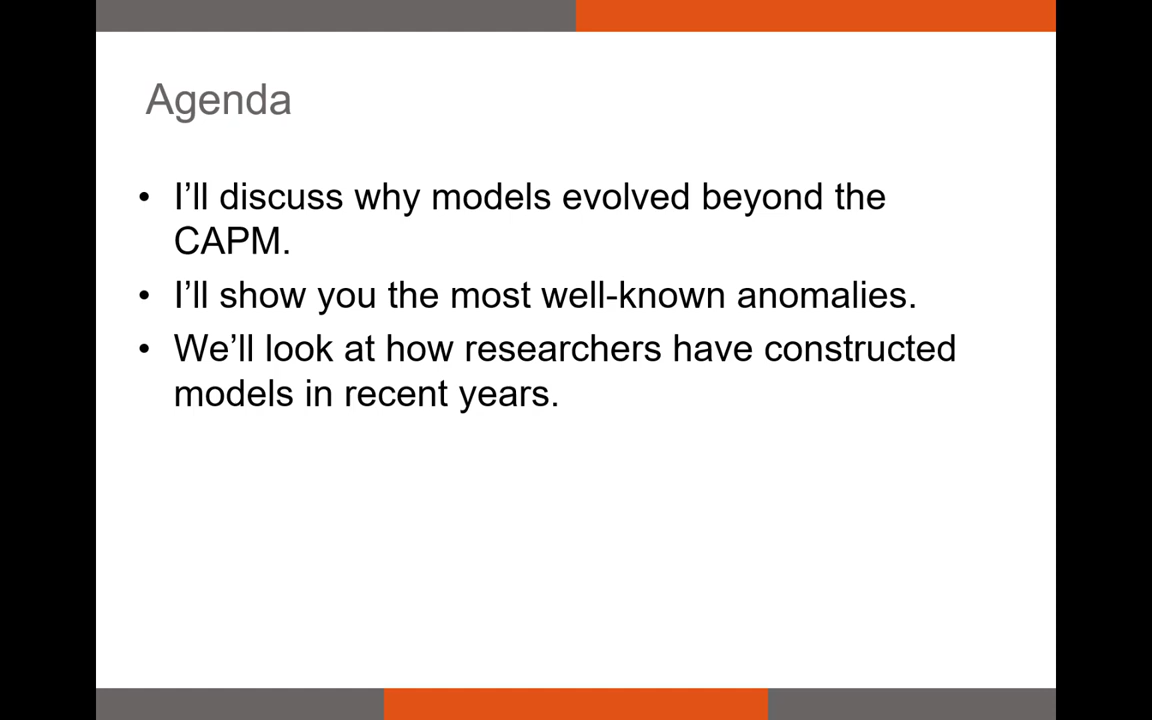 Agenda
• I’ll discuss why models evolved beyond the
CAPM.
• I’ll show you the most well-known anomalies.
• We’ll look at how researchers have constructed
models in recent years.